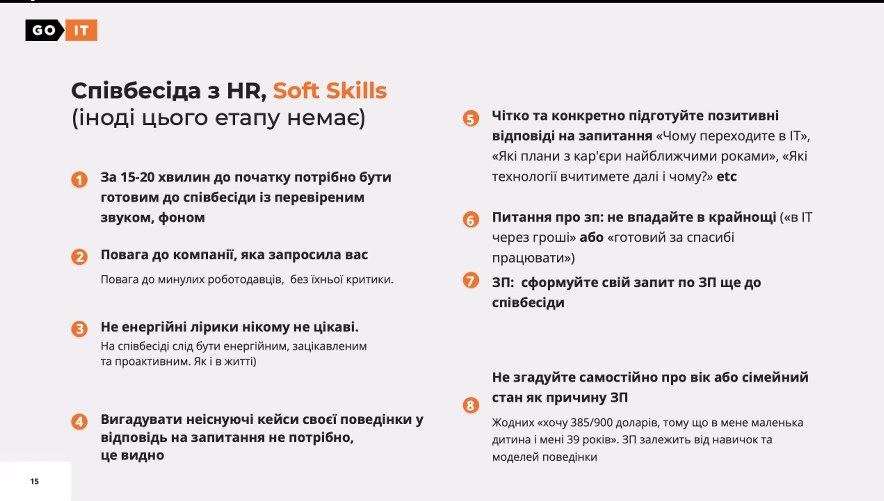 GO IT
Співбесіда з HR, Soft Skills
(іноді цього етапу немає)
1 За 15-20 хвилин до початку потрібно бути
готовим до співбесіди із перевіреним
звуком, фоном
2 Повага до компанії, яка запросила вас
Повага до минулих роботодавців, без їхньої критики.
3 Не енергійні лірики нікому не цікаві.
На співбесіді слід бути енергійним, зацікавленим
та проактивним. Як і в житті)
4 Вигадувати неіснуючі кейси своєї поведінки у
відповідь на запитання не потрібно,
це видно
5 Чітко та конкретно підготуйте позитивні
відповіді на запитання «Чому переходите в ІТ»,
«Які плани з кар'єри найближчими роками», «Які
технології вчитимете далі і чому?» etc
6 Питання про зп: не впадайте в крайнощі («в ІТ
через гроші» або «готовий за спасибі
працювати»)
7 ЗП: сформуйте свій запит по ЗП ще до
співбесіди
8 Не згадуйте самостійно про вік або сімейний
стан як причину ЗП
Жодних «хочу 385/900 доларів, тому що в мене маленька
дитина і мені 39 років». ЗП залежить від навичок та
моделей поведінки
15